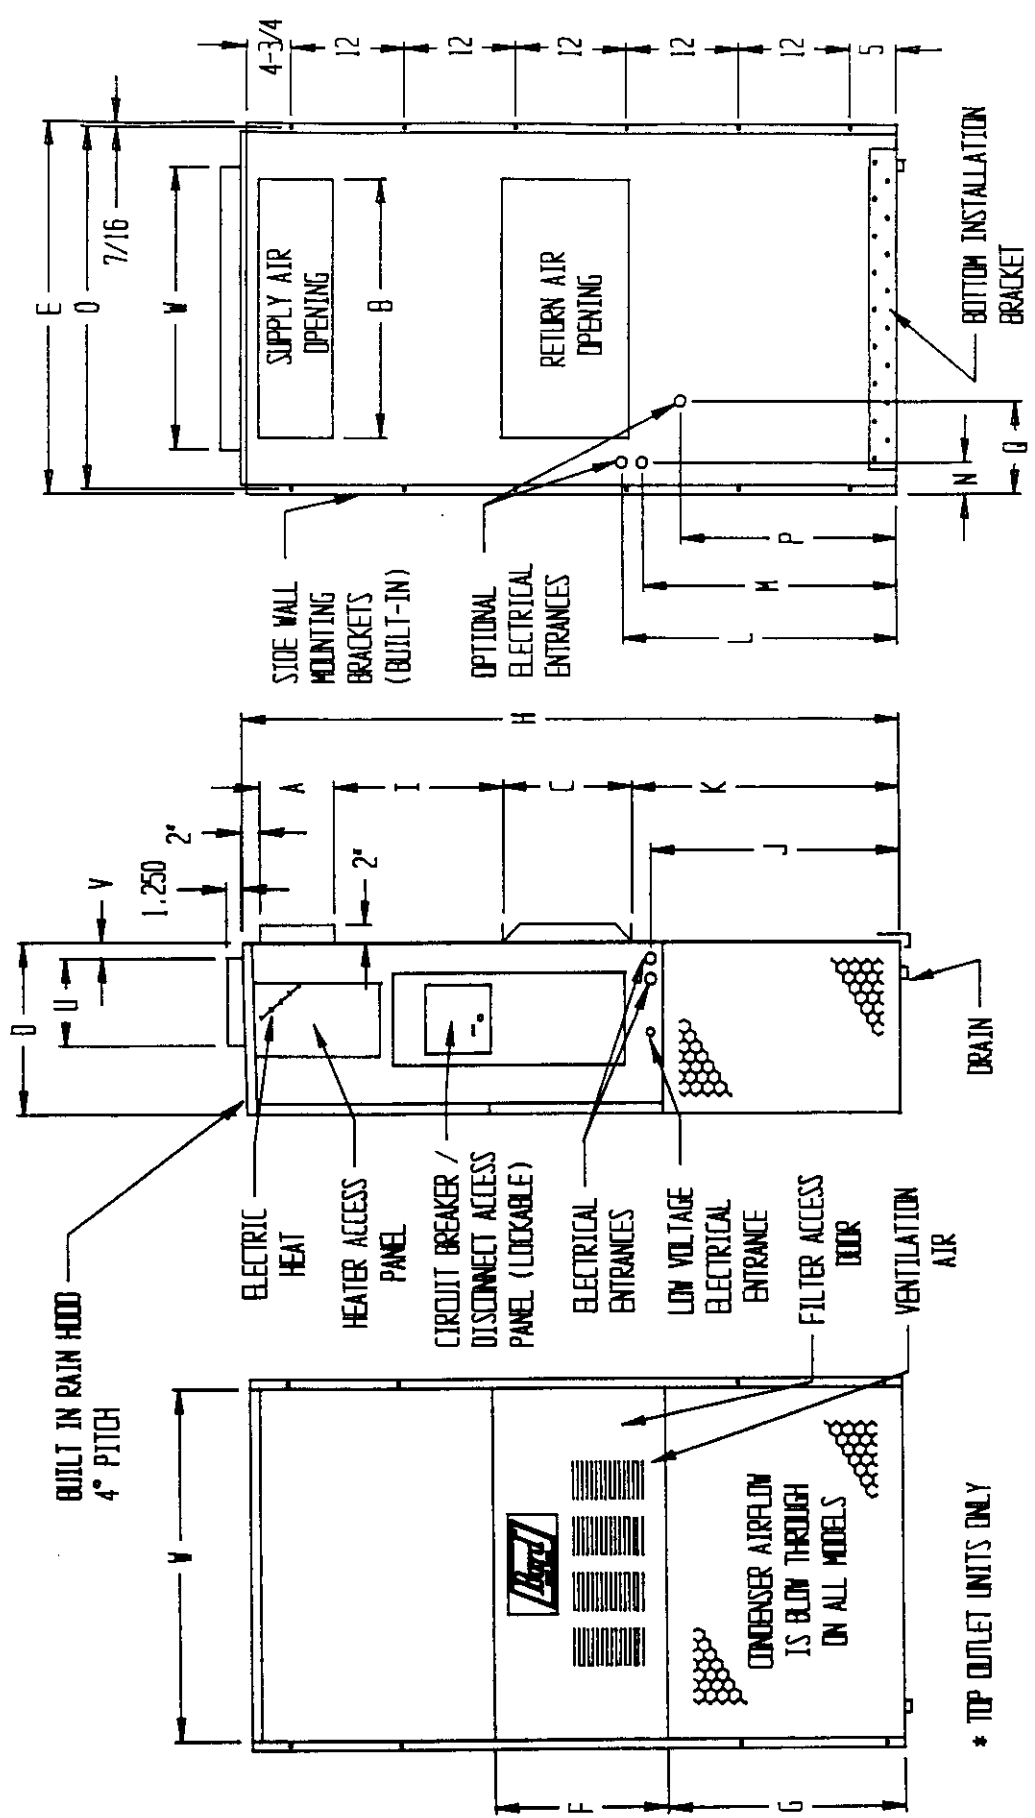 W
F
G
Bard
CONDENSER AIRFLOW
IS BLOW THROUGH
ON ALL MODELS
* TOP OUTLET UNITS ONLY
BUILT IN RAIN HOOD
4° PITCH
ELECTRIC
HEAT
HEATER ACCESS
PANEL
CIRCUIT BREAKER /
DISCONNECT ACCESS
PANEL (LOCKABLE)
ELECTRICAL
ENTRANCES
LOW VOLTAGE
ELECTRICAL
ENTRANCE
FILTER ACCESS
DOOR
VENTILATION
AIR
D
U
V
1.250
2"
A
I
2"
C
H
K
J
DRAIN
SIDE WALL
MOUNTING
BRACKETS
(BUILT-IN)
OPTIONAL
ELECTRICAL
ENTRANCES
E
O
W
7/16
4-3/4
12
12
12
12
12
5
SUPPLY AIR
OPENING
B
RETURN AIR
OPENING
L
M
P
N
Q
BOTTOM INSTALLATION
BRACKET